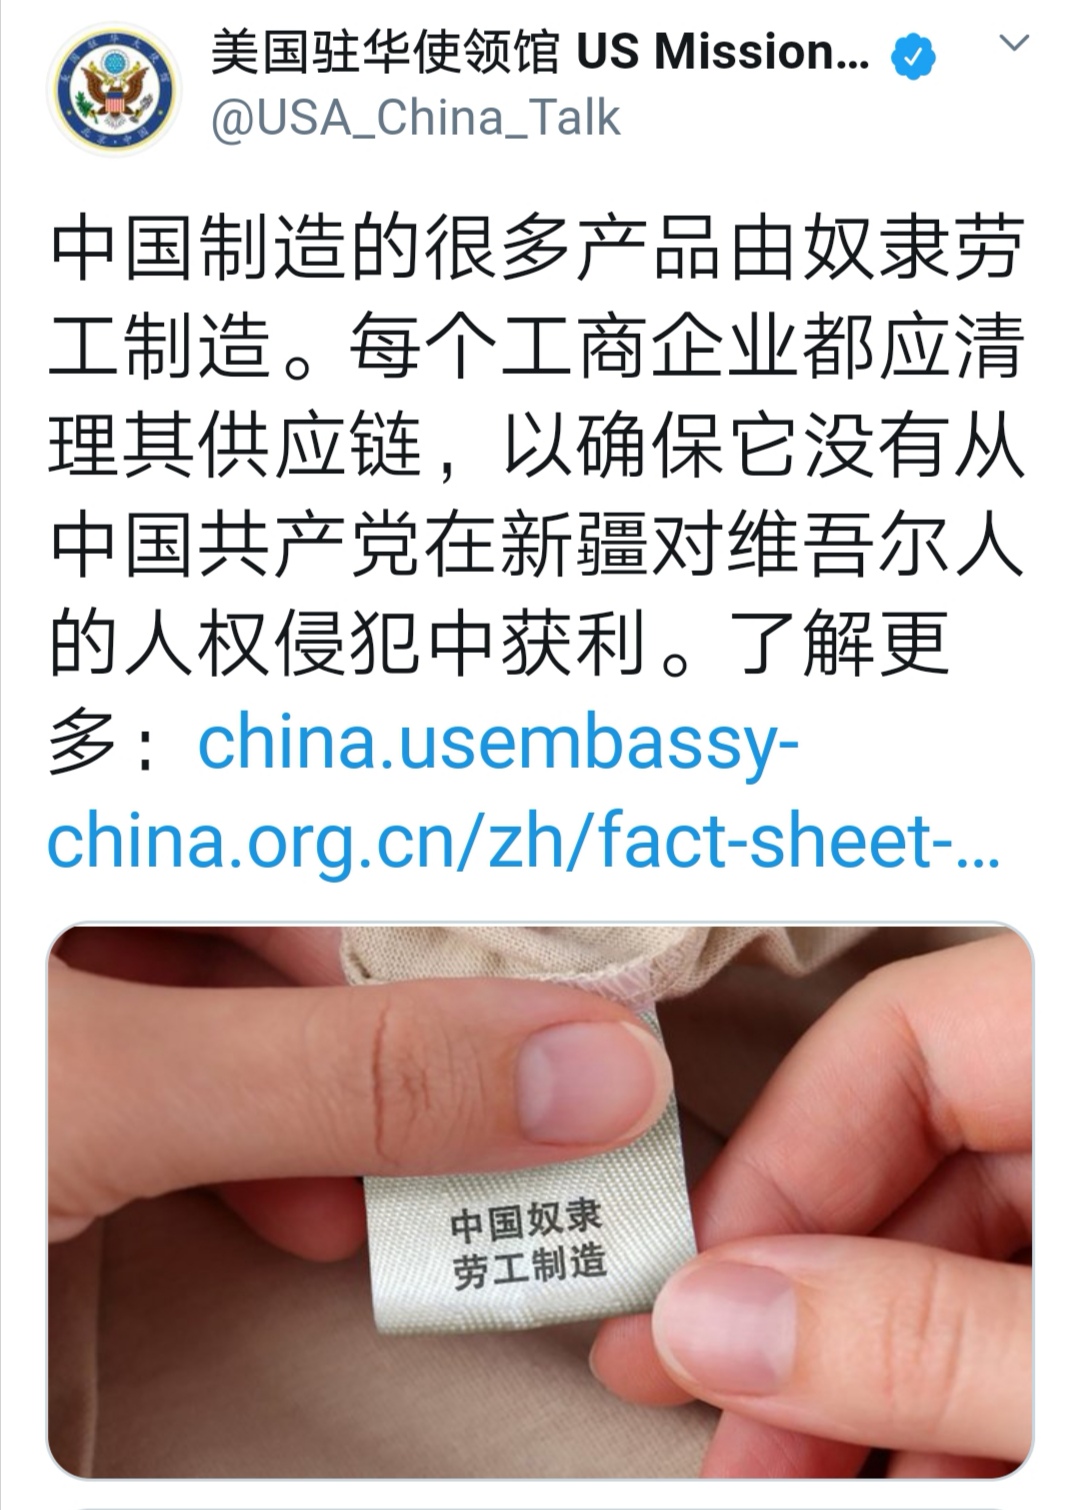 美国驻华使领馆 US Mission...
@USA_China_Talk
中国制造的很多产品由奴隶劳
工制造。每个工商企业都应清
理其供应链，以确保它没有从
中国共产党在新疆对维吾尔人
的人权侵犯中获利。了解更
多：china.usembassy-
china.org.cn/zh/fact-sheet-...
中国奴隶
劳工制造